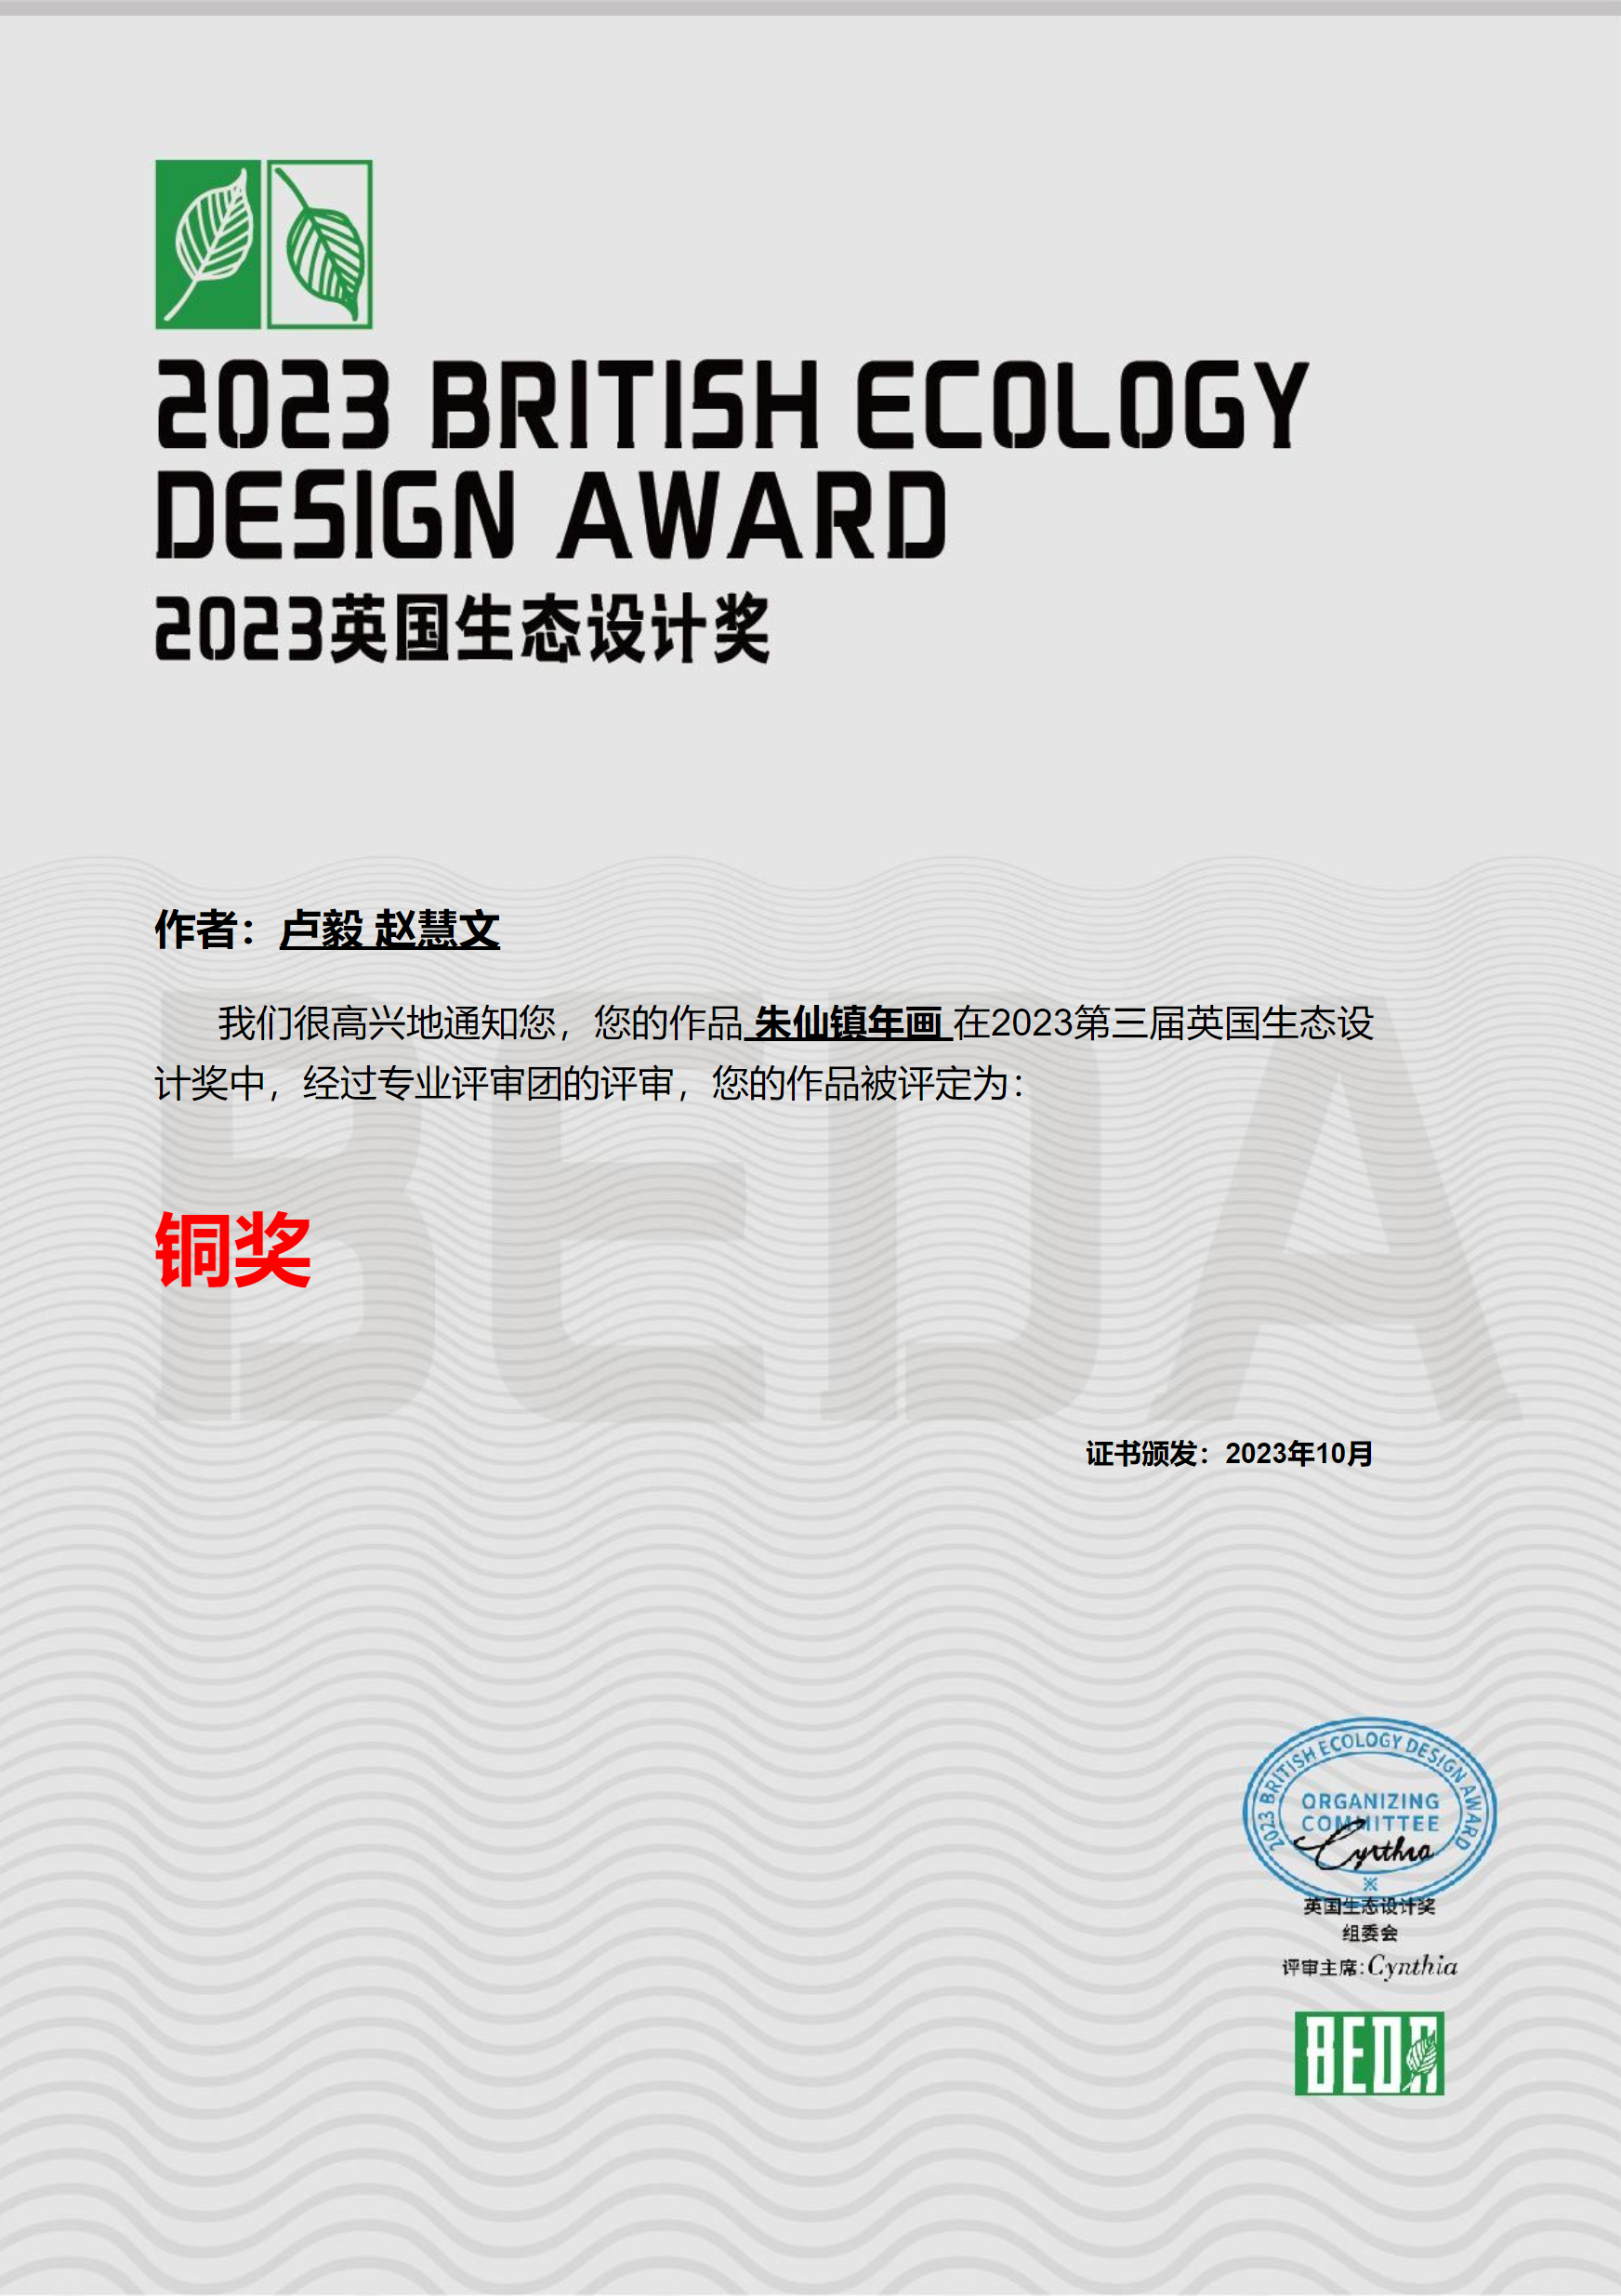 2023 BRITISH ECOLOGY
DESIGN AWARD
2023英国生态设计奖
作者：卢毅 赵慧文
我们很高兴地通知您，您的作品 朱仙镇年画 在2023第三届英国生态设
计奖中，经过专业评审团的评审，您的作品被评定为：
BEDA
铜奖
证书颁发：2023年10月
2023 BRITISH ECOLOGY DESIGN AWARD
ORGANIZING
COMMITTEE
Cynthia
※
英国生态设计奖
组委会
评审主席:Cynthia
BEDA